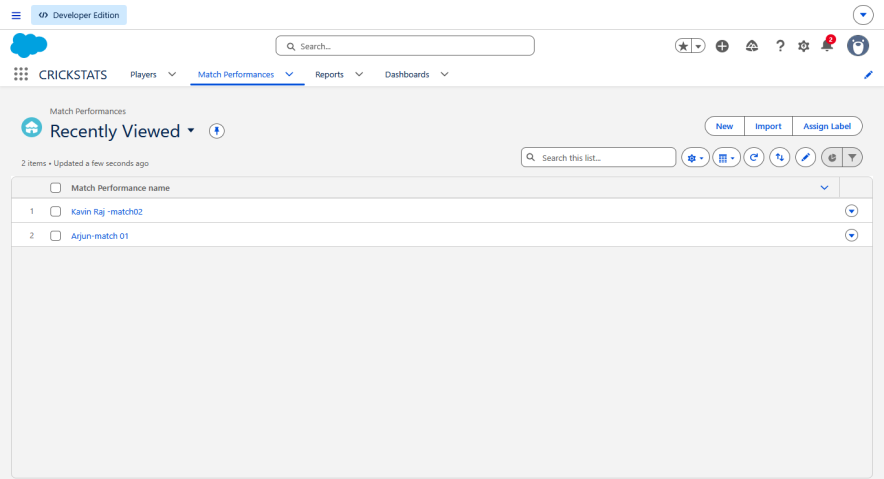 </> Developer Edition
Search...
2
CRICKSTATS Players Match Performances Reports Dashboards
Match Performances
Recently Viewed
New Import Assign Label
2 items • Updated a few seconds ago
Search this list...
Match Performance name
1 Kavin Raj -match02
2 Arjun-match 01